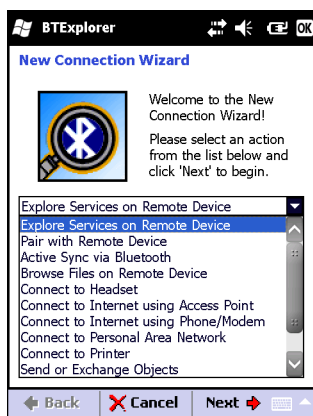 BTExplorer
OK
New Connection Wizard
Welcome to the New
Connection Wizard!
Please select an action
from the list below and
click 'Next' to begin.
Explore Services on Remote Device
Explore Services on Remote Device
Pair with Remote Device
Active Sync via Bluetooth
Browse Files on Remote Device
Connect to Headset
Connect to Internet using Access Point
Connect to Internet using Phone/Modem
Connect to Personal Area Network
Connect to Printer
Send or Exchange Objects
Back
Cancel
Next